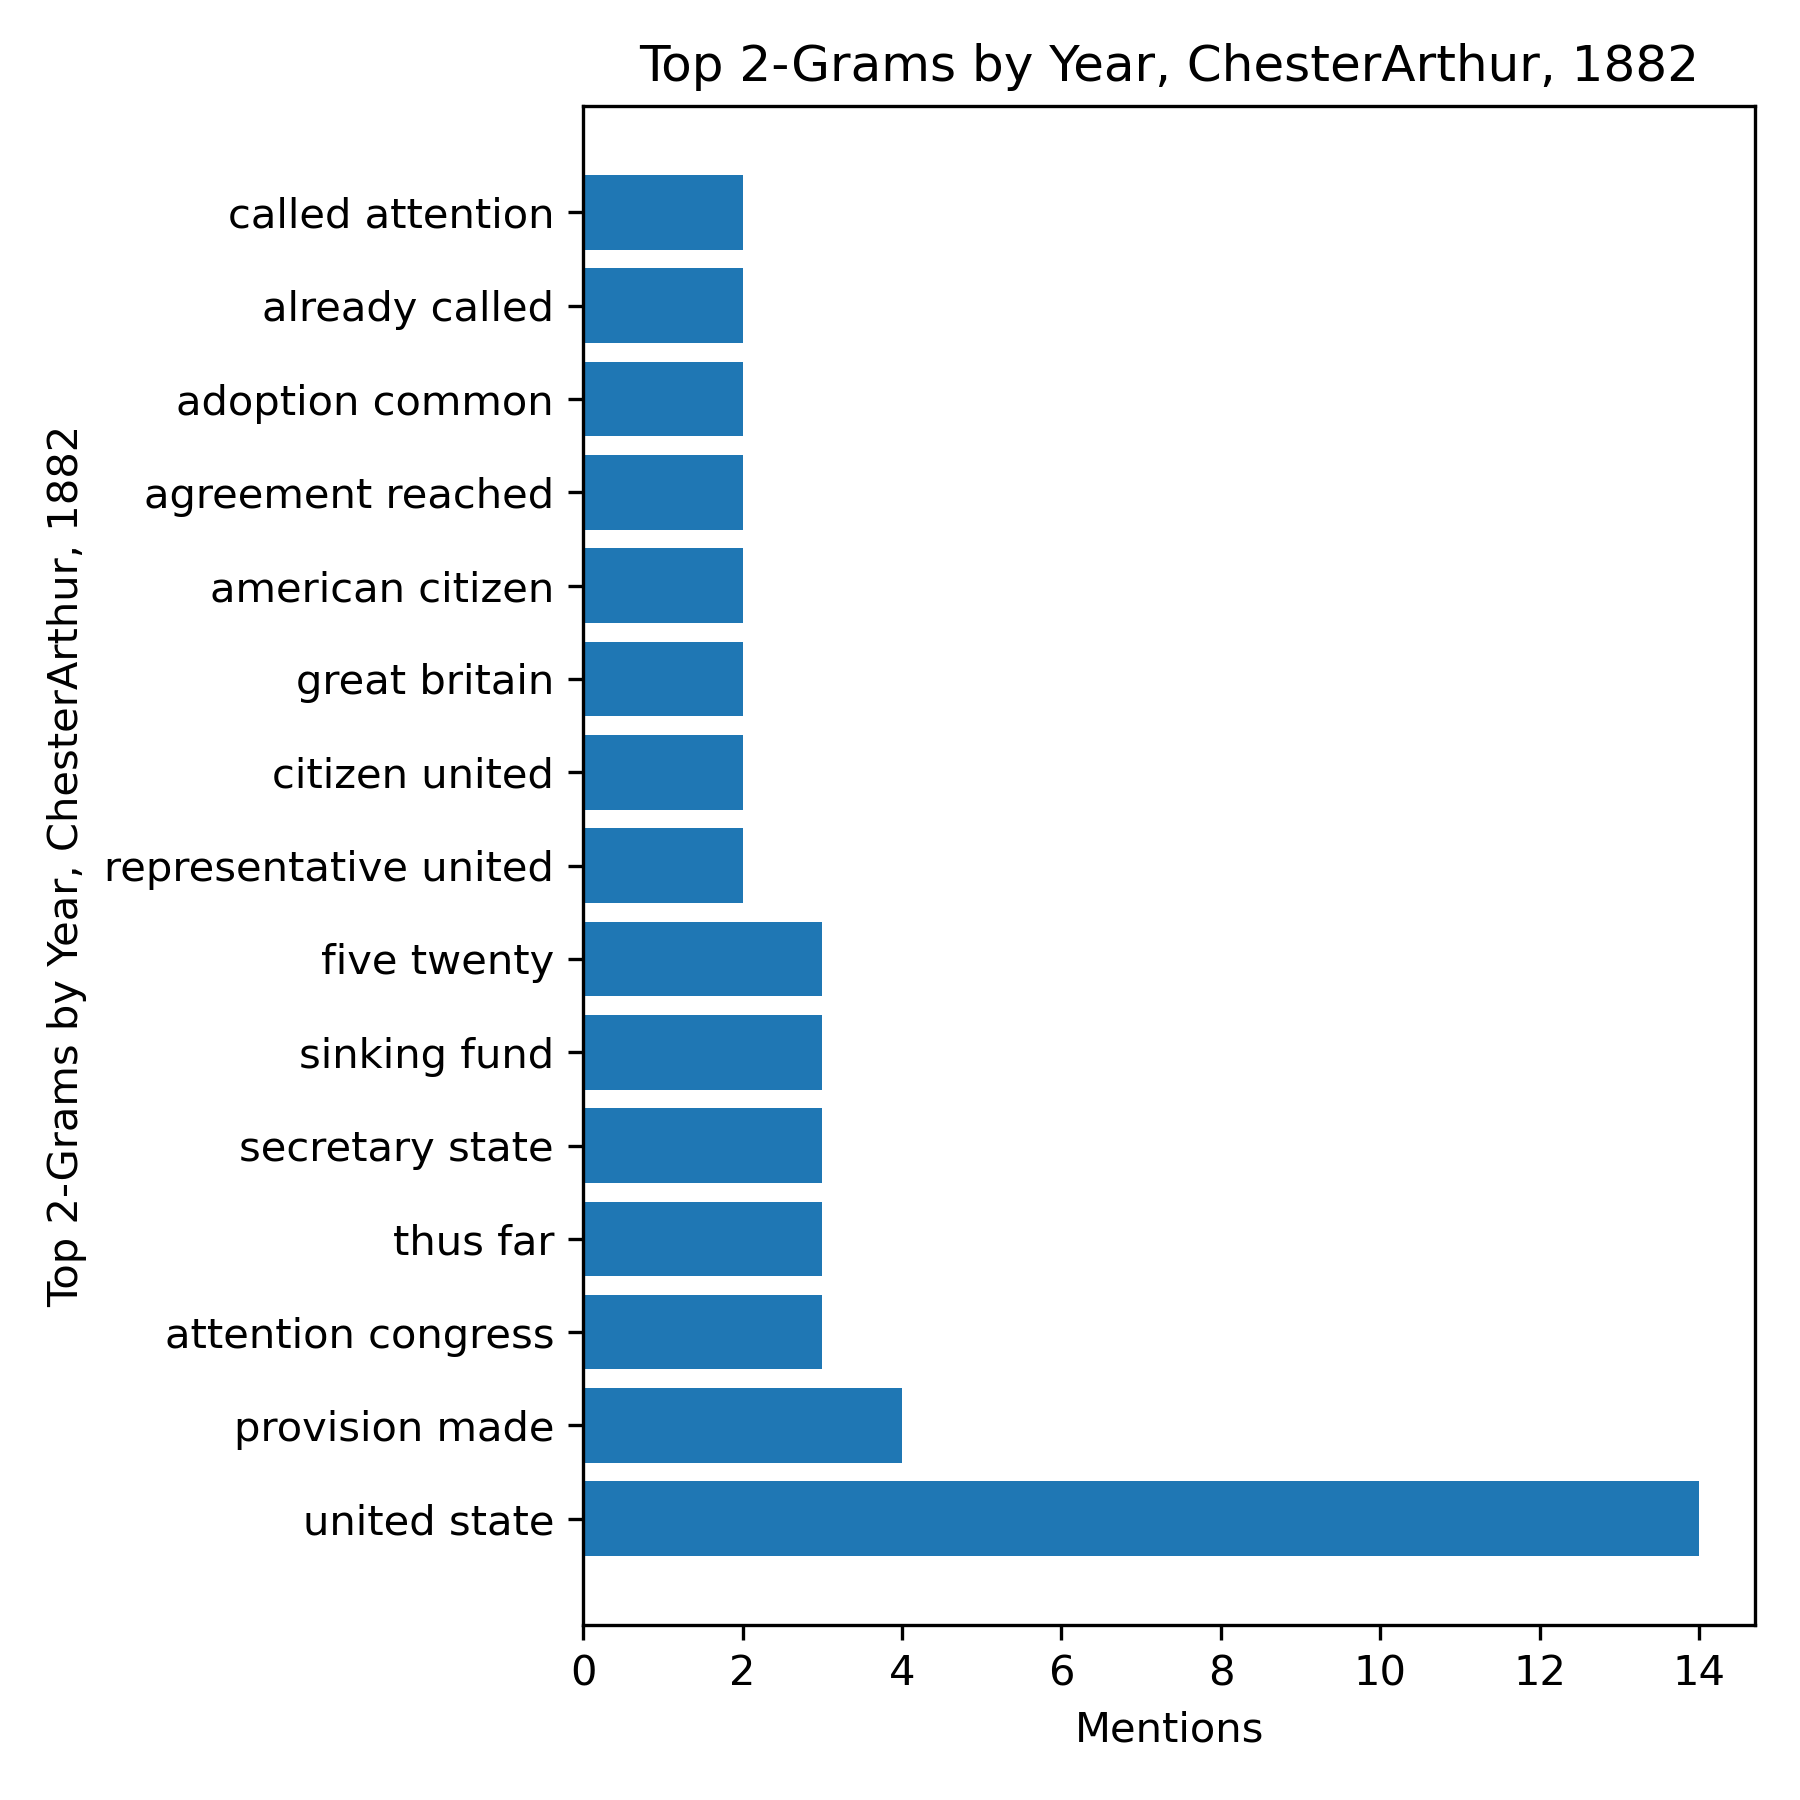 Top 2-Grams by Year, ChesterArthur, 1882
Top 2-Grams by Year, ChesterArthur, 1882
called attention
already called
adoption common
agreement reached
american citizen
great britain
citizen united
representative united
five twenty
sinking fund
secretary state
thus far
attention congress
provision made
united state
0 2 4 6 8 10 12 14
Mentions